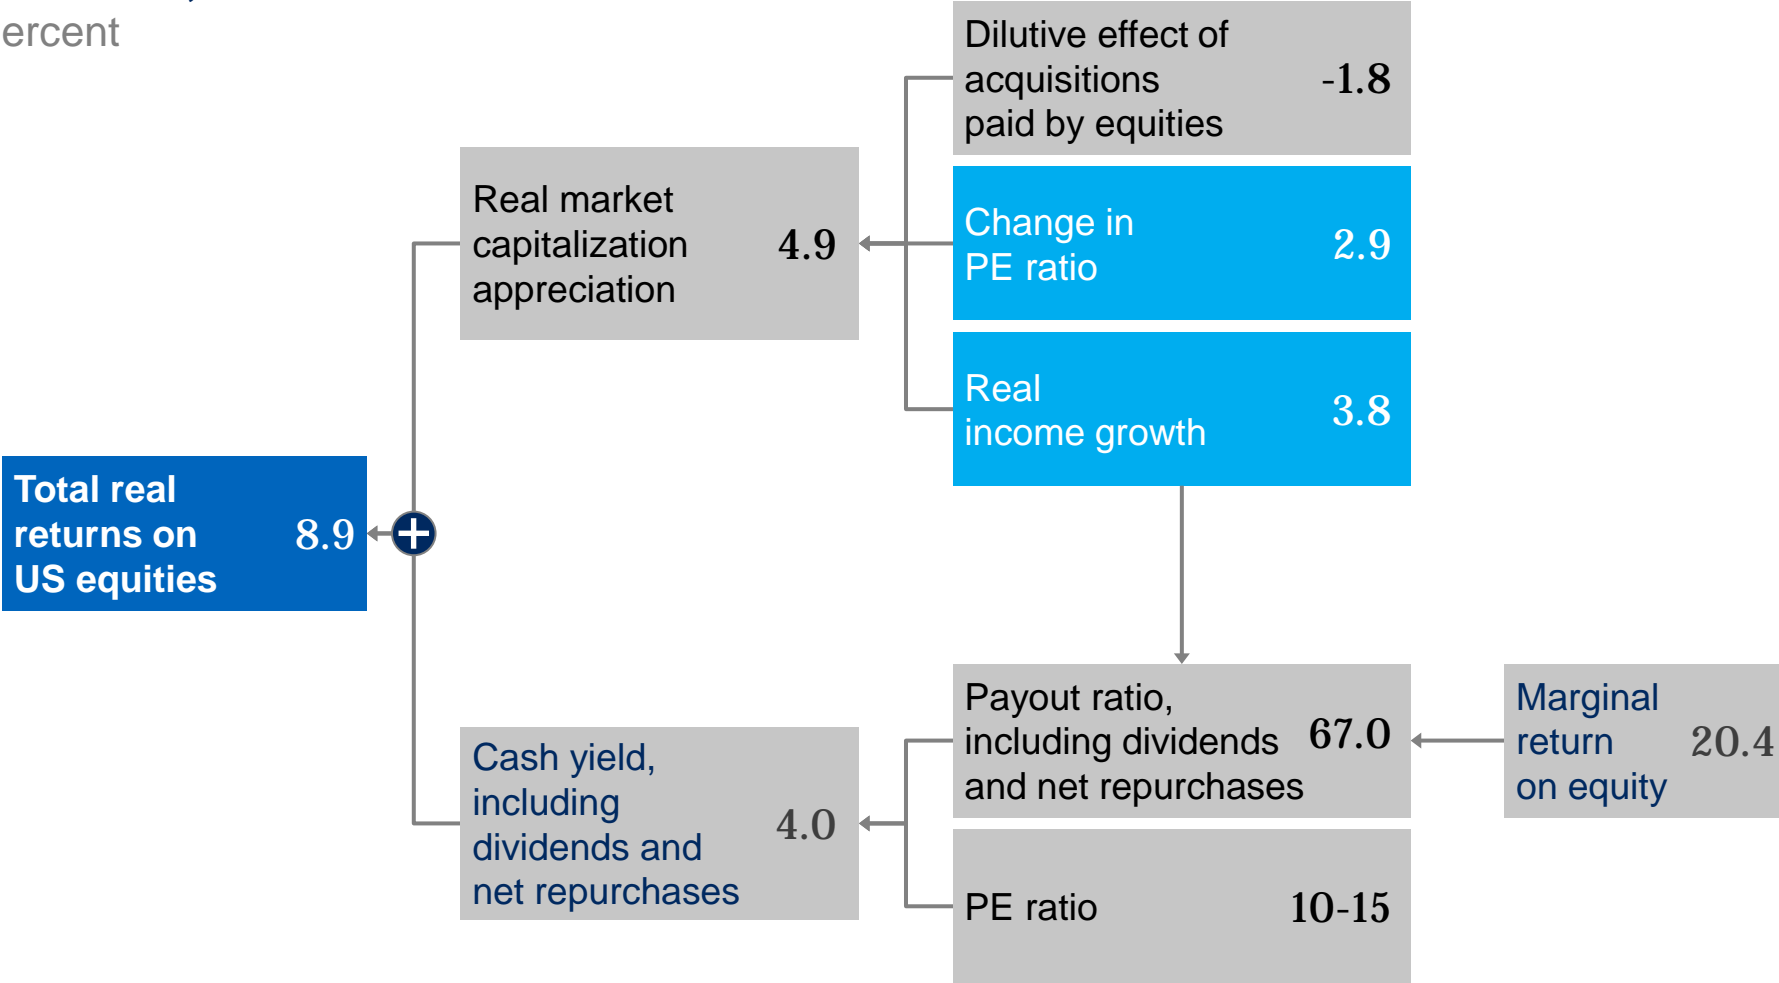 ercent
Dilutive effect of
acquisitions
paid by equities
-1.8
Real market
capitalization
appreciation
4.9
Change in
PE ratio
2.9
Real
income growth
3.8
Total real
returns on
US equities
8.9
+
Cash yield,
including
dividends and
net repurchases
4.0
Payout ratio,
including dividends
and net repurchases
67.0
Marginal
return
on equity
20.4
PE ratio
10-15